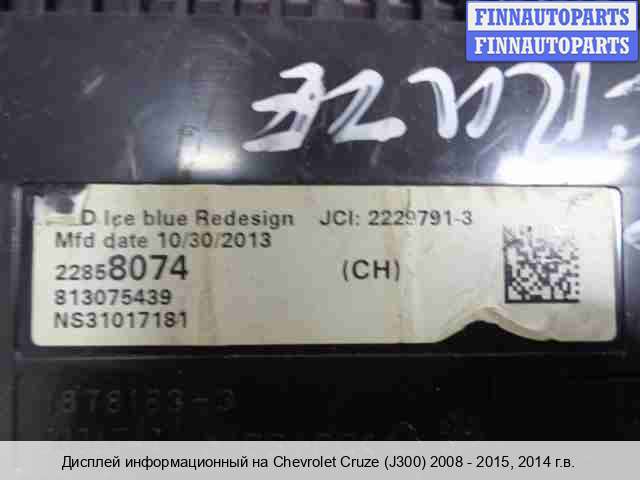 FINNAUTOPARTS
FINNAUTOPARTS
D Ice blue Redesign JCI: 2229791-3
Mfd date 10/30/2013
22858074 (CH)
813075439
NS31017181
Дисплей информационный на Chevrolet Cruze (J300) 2008 - 2015, 2014 г.в.